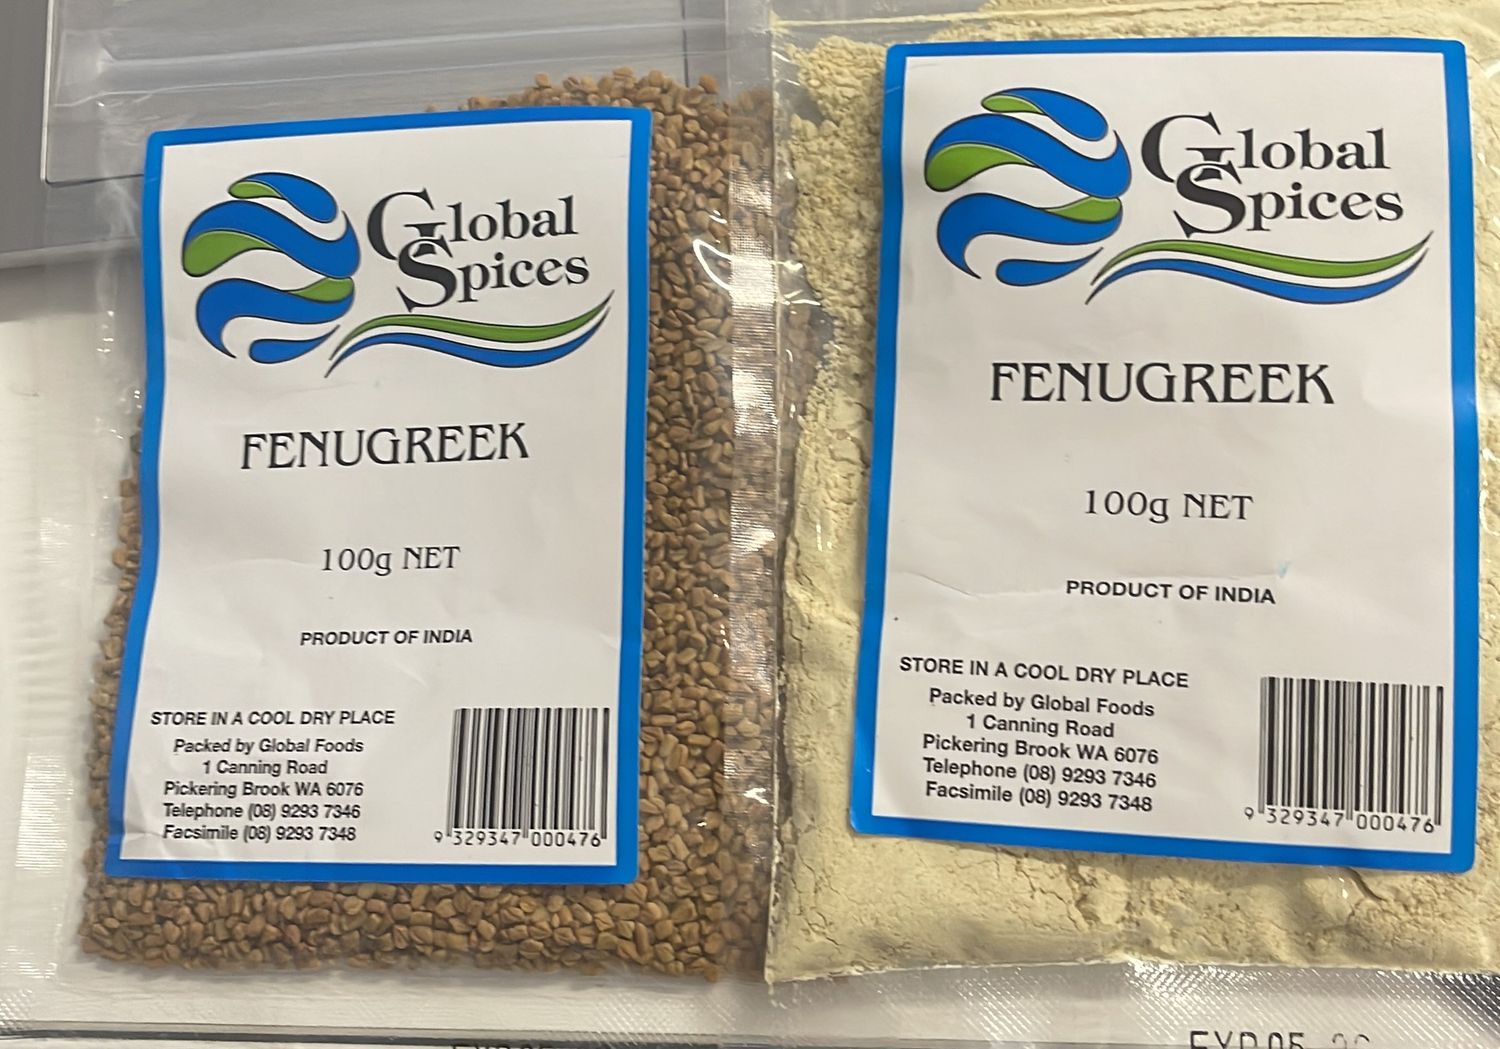 Global
Spices
FENUGREEK
100g NET
PRODUCT OF INDIA
STORE IN A COOL DRY PLACE
Packed by Global Foods
1 Canning Road
Pickering Brook WA 6076
Telephone (08) 9293 7346
Facsimile (08) 9293 7348
9 329347 000476
Global
Spices
FENUGREEK
100g NET
PRODUCT OF INDIA
STORE IN A COOL DRY PLACE
Packed by Global Foods
1 Canning Road
Pickering Brook WA 6076
Telephone (08) 9293 7346
Facsimile (08) 9293 7348
9 329347 000476